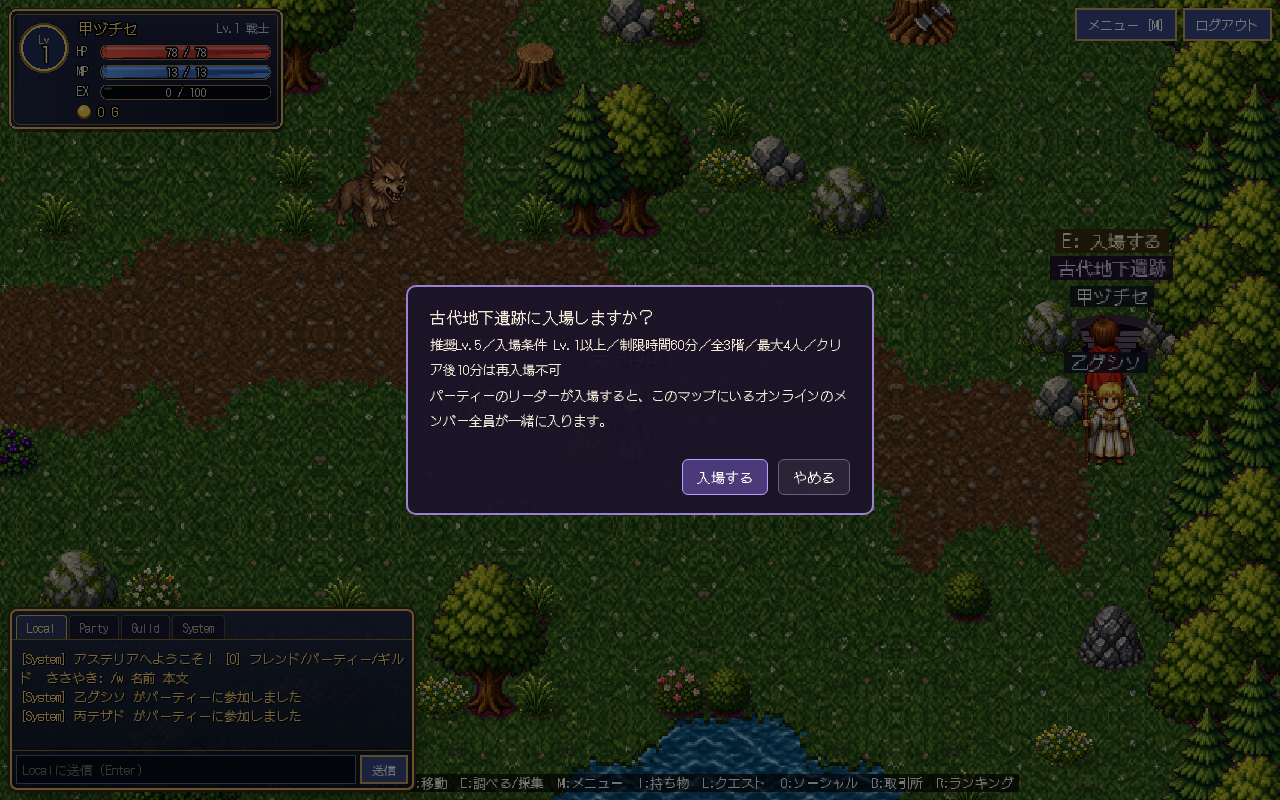 Lv
1
甲ヅチセ
Lv.1 戦士
HP
78 / 78
MP
13 / 13
EX
0 / 100
0 G
メニュー [M]
ログアウト
E: 入場する
古代地下遺跡
甲ヅチセ
乙グシソ
古代地下遺跡に入場しますか？
推奨Lv.5／入場条件 Lv.1以上／制限時間60分／全3階／最大4人／クリ
ア後10分は再入場不可
パーティーのリーダーが入場すると、このマップにいるオンラインのメ
ンバー全員が一緒に入ります。
入場する
やめる
Local
Party
Guild
System
[System] アステリアへようこそ！ [O] フレンド/パーティー/ギル
ド ささやき: /w 名前 本文
[System] 乙グシソ がパーティーに参加しました
[System] 丙テザド がパーティーに参加しました
Localに送信 (Enter)
送信
:移動 E:調べる/採集 M:メニュー I:持ち物 L:クエスト O:ソーシャル B:取引所 R:ランキング